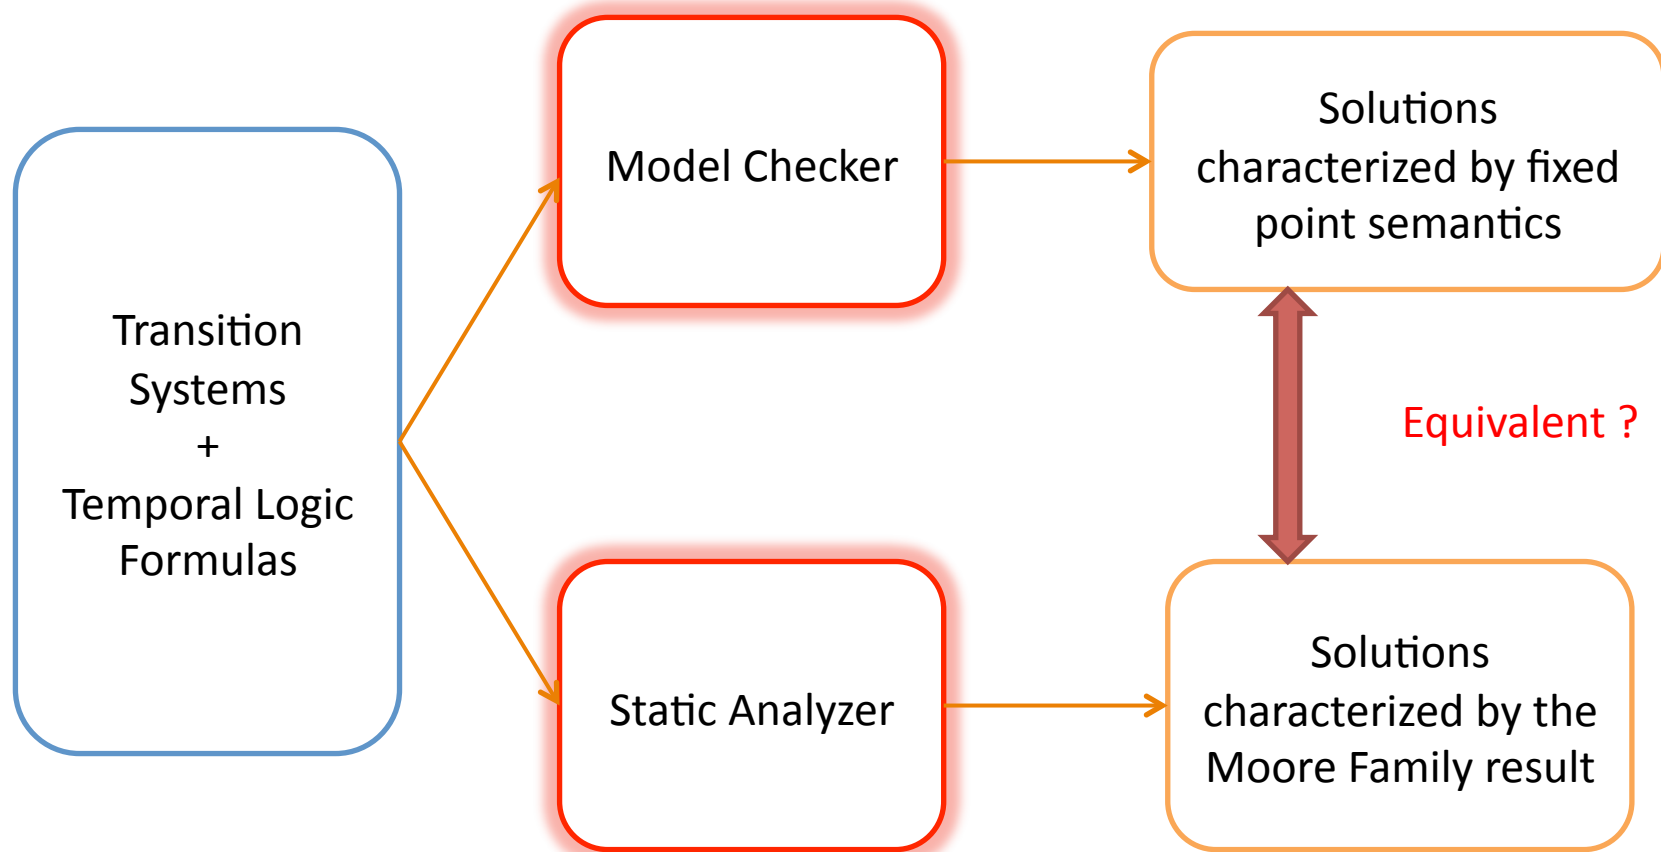 Transition
Systems
+
Temporal Logic
Formulas
Model Checker
Solutions
characterized by fixed
point semantics
Equivalent ?
Static Analyzer
Solutions
characterized by the
Moore Family result